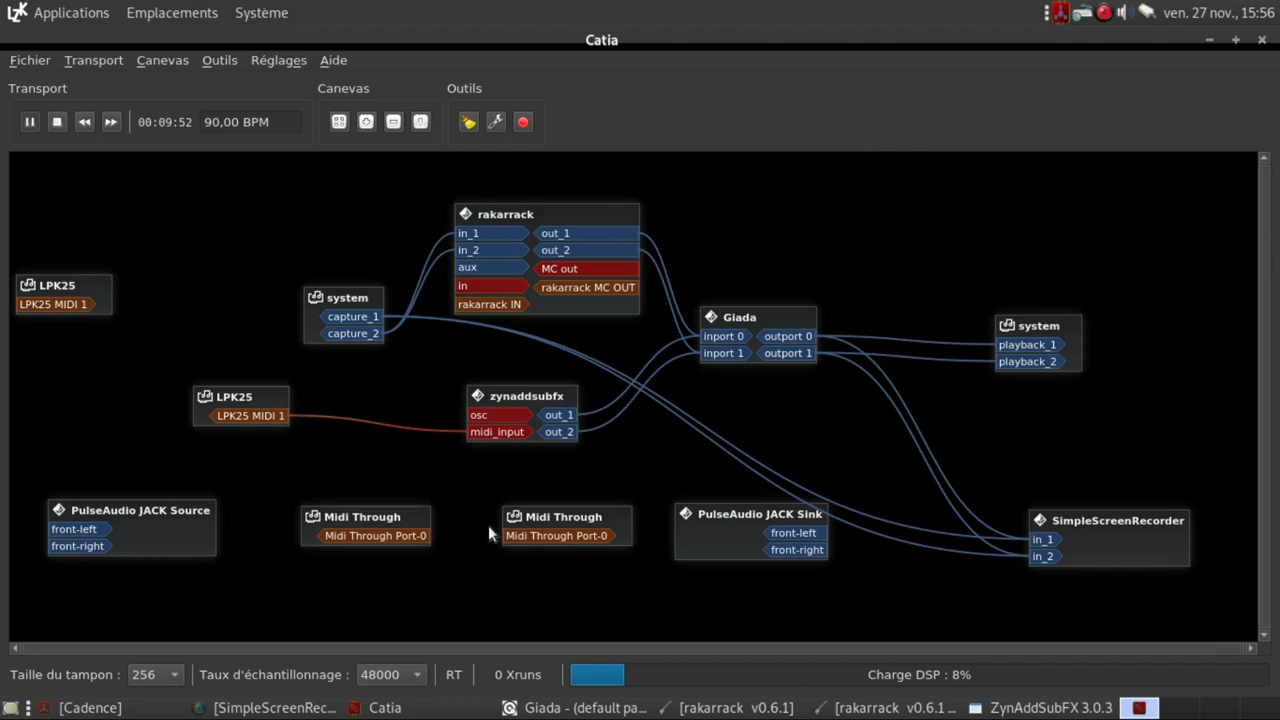 Applications Emplacements Système ven. 27 nov., 15:56
Catia
Fichier Transport Canevas Outils Réglages Aide
Transport Canevas Outils
00:09:52 90,00 BPM
rakarrack
in_1 out_1
in_2 out_2
aux MC out
in rakarrack MC OUT
rakarrack IN
LPK25
LPK25 MIDI 1
system
capture_1
capture_2
Giada
inport 0 outport 0
inport 1 outport 1
system
playback_1
playback_2
LPK25
LPK25 MIDI 1
zynaddsubfx
osc out_1
midi_input out_2
PulseAudio JACK Source
front-left
front-right
Midi Through
Midi Through Port-0
Midi Through
Midi Through Port-0
PulseAudio JACK Sink
front-left
front-right
SimpleScreenRecorder
in_1
in_2
Taille du tampon : 256 Taux d'échantillonnage : 48000 RT 0 Xruns Charge DSP : 8%
[Cadence] [SimpleScreenRec... Catia Giada - (default pa... [rakarrack v0.6.1] [rakarrack v0.6.1 ... ZynAddSubFX 3.0.3